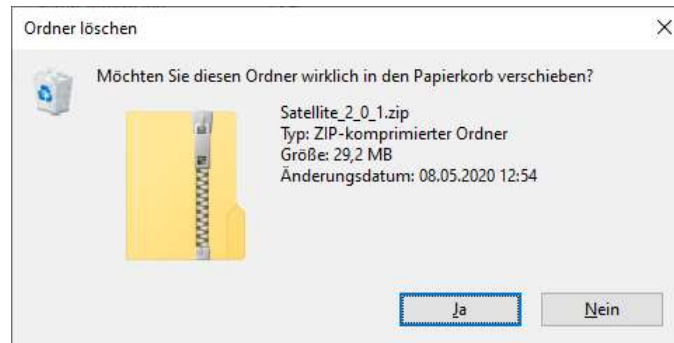 Ordner löschen
Möchten Sie diesen Ordner wirklich in den Papierkorb verschieben?
Satellite_2_0_1.zip
Typ: ZIP-komprimierter Ordner
Größe: 29,2 MB
Änderungsdatum: 08.05.2020 12:54
Ja
Nein